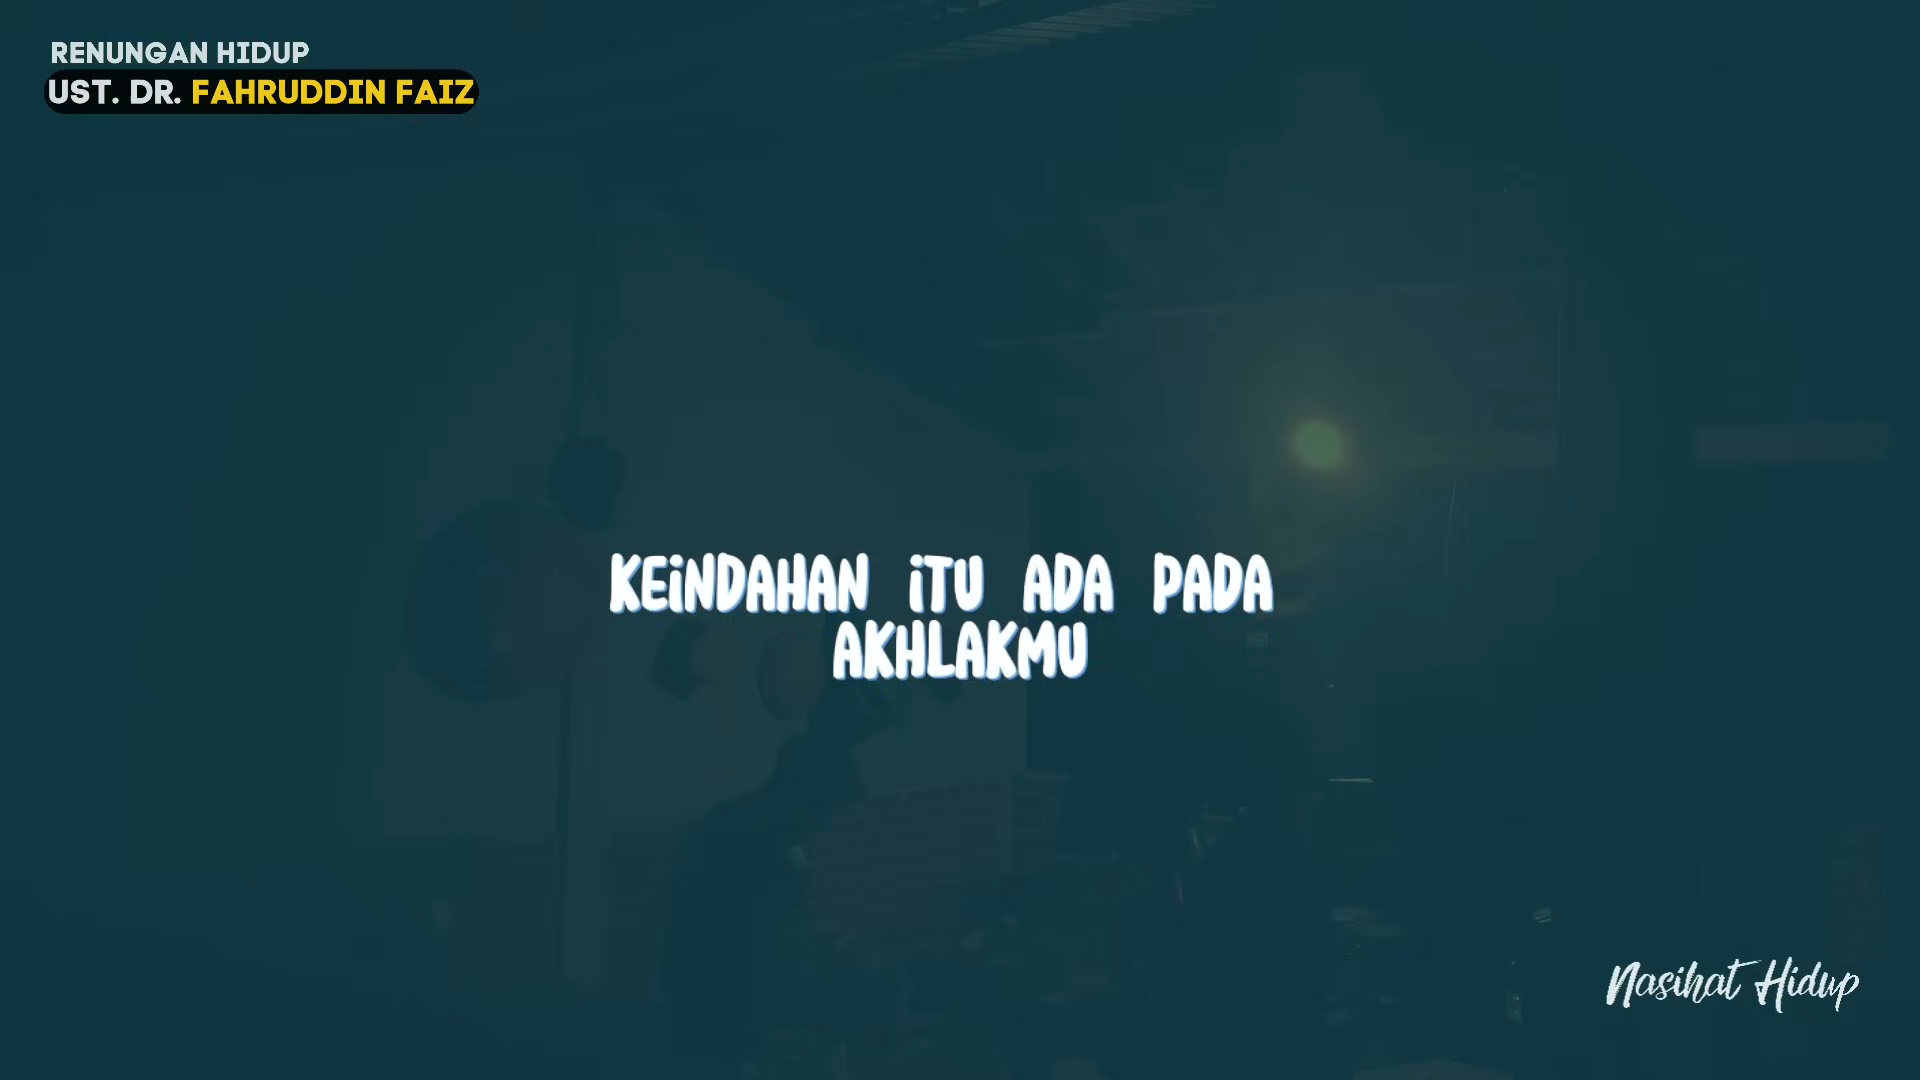 RENUNGAN HIDUP
UST. DR. FAHRUDDIN FAIZ
KEiNDAHAN iTU ADA PADA
AKHLAKMU
Nasihat Hidup